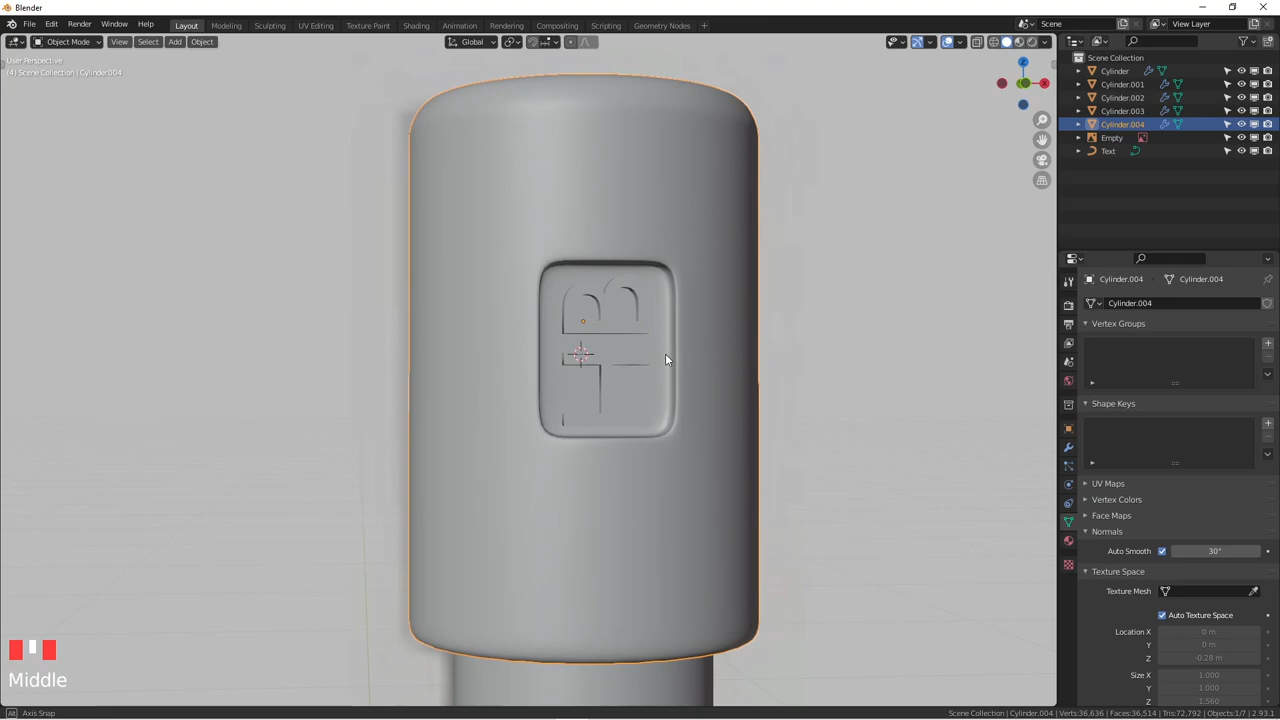 Blender
File Edit Render Window Help Layout Modeling Sculpting UV Editing Texture Paint Shading Animation Rendering Compositing Scripting Geometry Nodes + Scene View Layer
Object Mode View Select Add Object Global
User Perspective
(4) Scene Collection | Cylinder.004
Scene Collection
Cylinder
Cylinder.001
Cylinder.002
Cylinder.003
Cylinder.004
Empty
Text
Z
X
Cylinder.004 Cylinder.004
Cylinder.004
Vertex Groups
Shape Keys
UV Maps
Vertex Colors
Face Maps
Normals
Auto Smooth 30°
Texture Space
Texture Mesh
Auto Texture Space
Location X 0 m
Y 0 m
Z -0.28 m
Size X 1.000
Y 1.000
Z 1.560
Middle
Axis Snap
Scene Collection | Cylinder.004 | Verts:36,636 | Faces:36,514 | Tris:72,792 | Objects:1/7 | 2.93.1